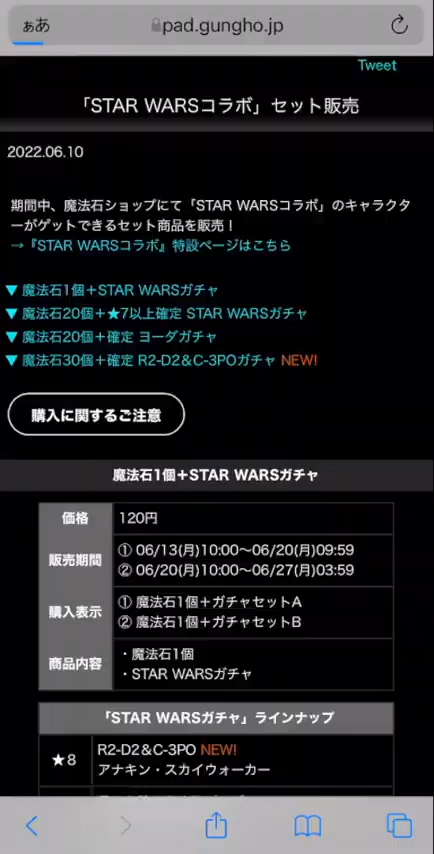 ぁあ
pad.gungho.jp
Tweet
「STAR WARSコラボ」セット販売
2022.06.10
期間中、魔法石ショップにて『STAR WARSコラボ』のキャラクタ
ーがゲットできるセット商品を販売！
→『STAR WARSコラボ』特設ページはこちら
▼ 魔法石1個＋STAR WARSガチャ
▼ 魔法石20個＋★7以上確定 STAR WARSガチャ
▼ 魔法石20個＋確定 ヨーダガチャ
▼ 魔法石30個＋確定 R2-D2＆C-3POガチャ NEW!
購入に関するご注意
魔法石1個＋STAR WARSガチャ
価格 120円
販売期間 ① 06/13(月)10:00〜06/20(月)09:59
② 06/20(月)10:00〜06/27(月)03:59
購入表示 ① 魔法石1個＋ガチャセットA
② 魔法石1個＋ガチャセットB
商品内容 ・魔法石1個
・STAR WARSガチャ
「STAR WARSガチャ」ラインナップ
★8 R2-D2＆C-3PO NEW!
アナキン・スカイウォーカー